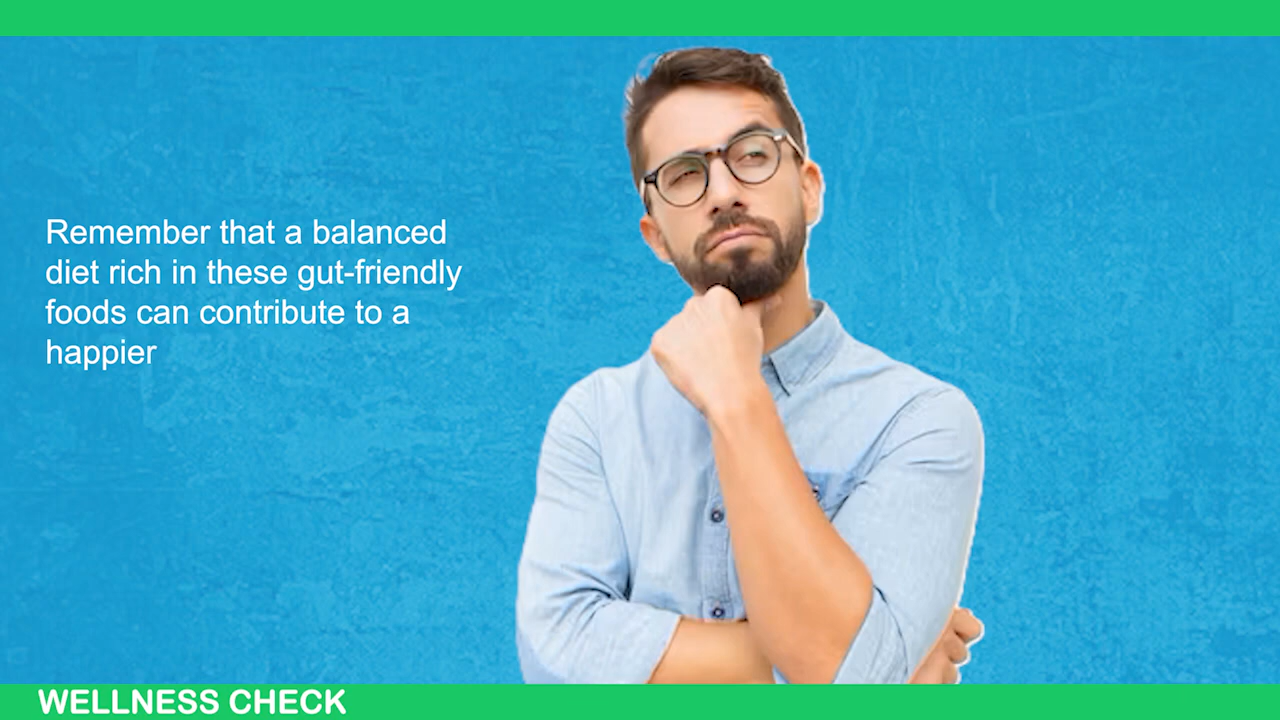 Remember that a balanced
diet rich in these gut-friendly
foods can contribute to a
happier
WELLNESS CHECK